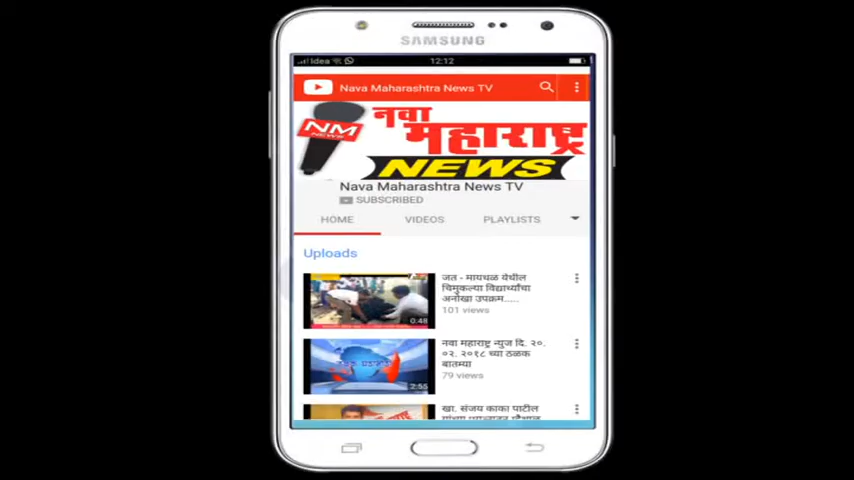 SAMSUNG
Idea
12:12
Nava Maharashtra News TV
नवा
NM
NEWS
महाराष्ट्र
NEWS
Nava Maharashtra News TV
SUBSCRIBED
HOME VIDEOS PLAYLISTS
Uploads
जत - मायथळ येथील
चिमुकल्या विद्यार्थ्यांचा
अनोखा उपक्रम.....
101 views
0:48
नवा महाराष्ट्र न्युज दि. २०.
०२. २०१८ च्या ठळक
बातम्या
79 views
2:55
खा. संजय काका पाटील